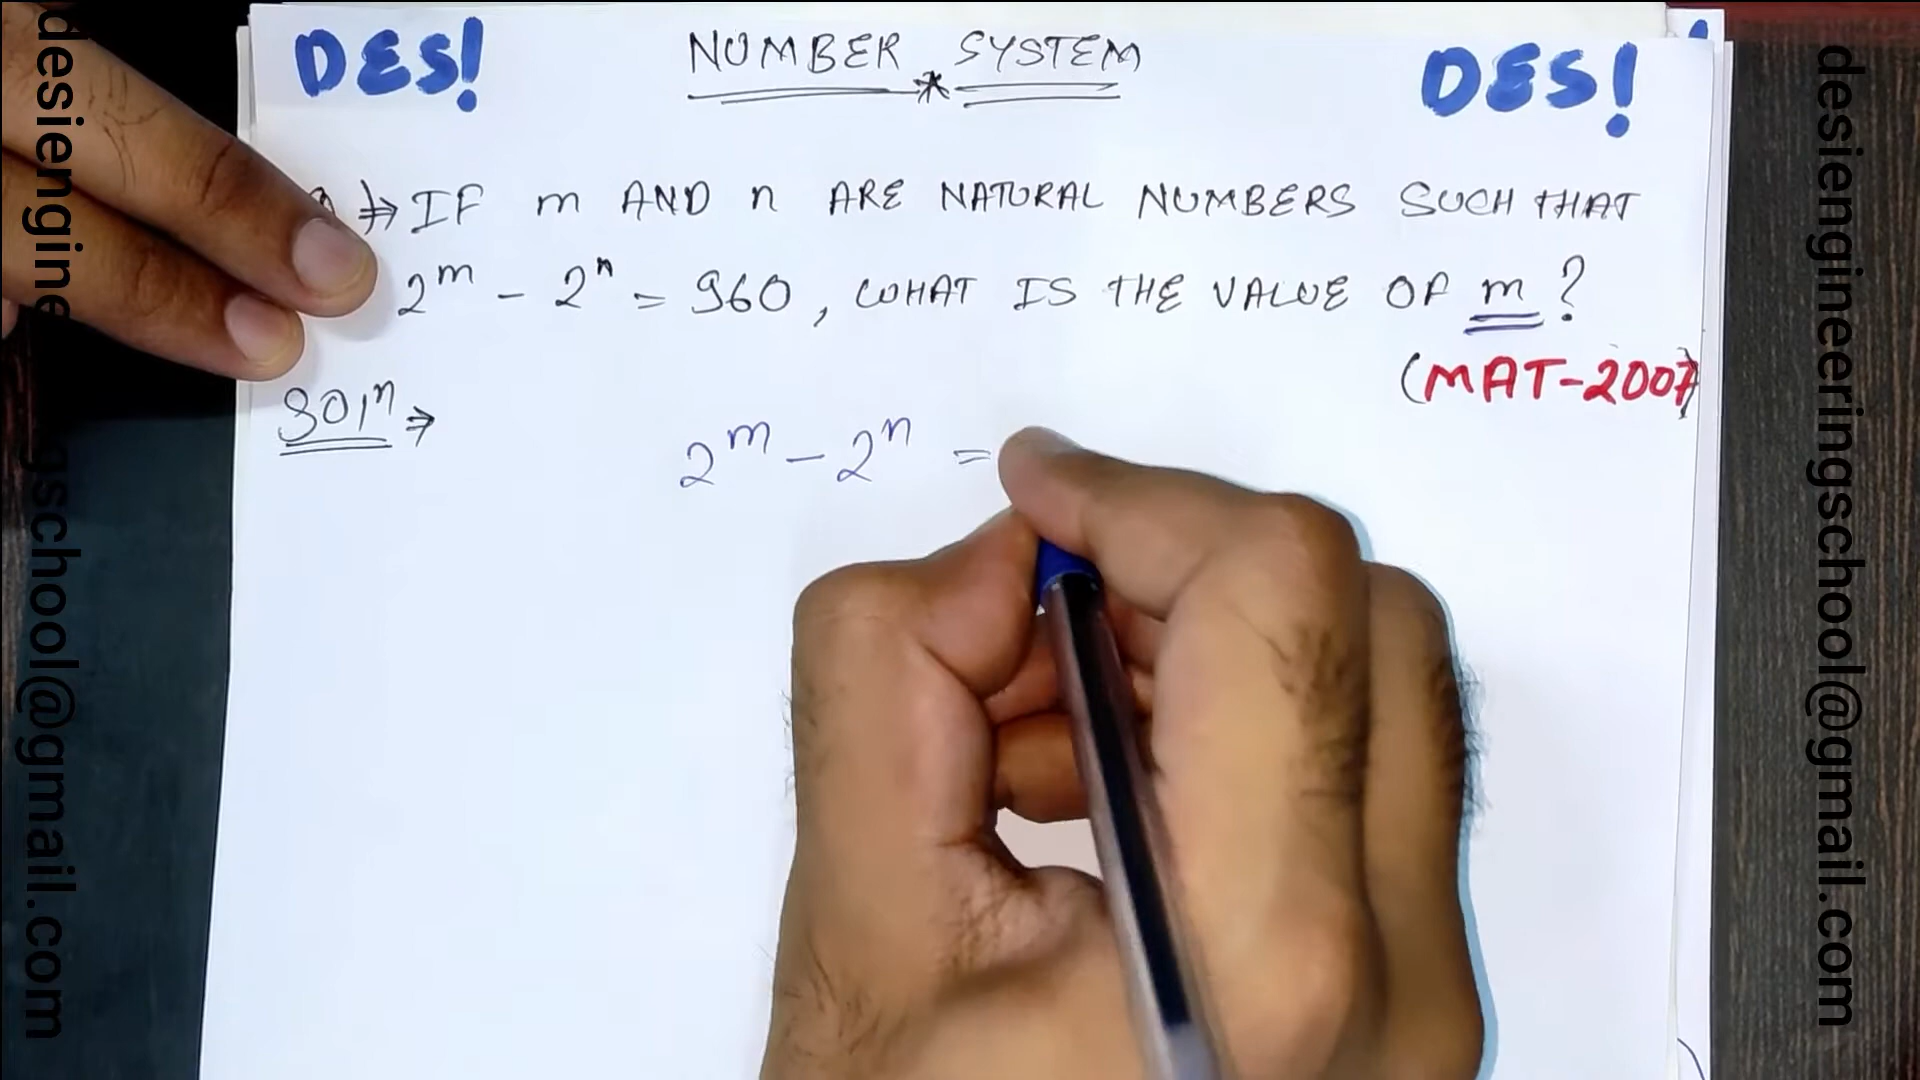 DES! NUMBER SYSTEM DES!
⇒ IF m AND n ARE NATURAL NUMBERS SUCH THAT
2^m - 2^n = 960, WHAT IS THE VALUE OF m ?
(MAT-2007)
Sol^n ⇒
2^m - 2^n =
desiengineeringschool@gmail.com
desiengineeringschool@gmail.com